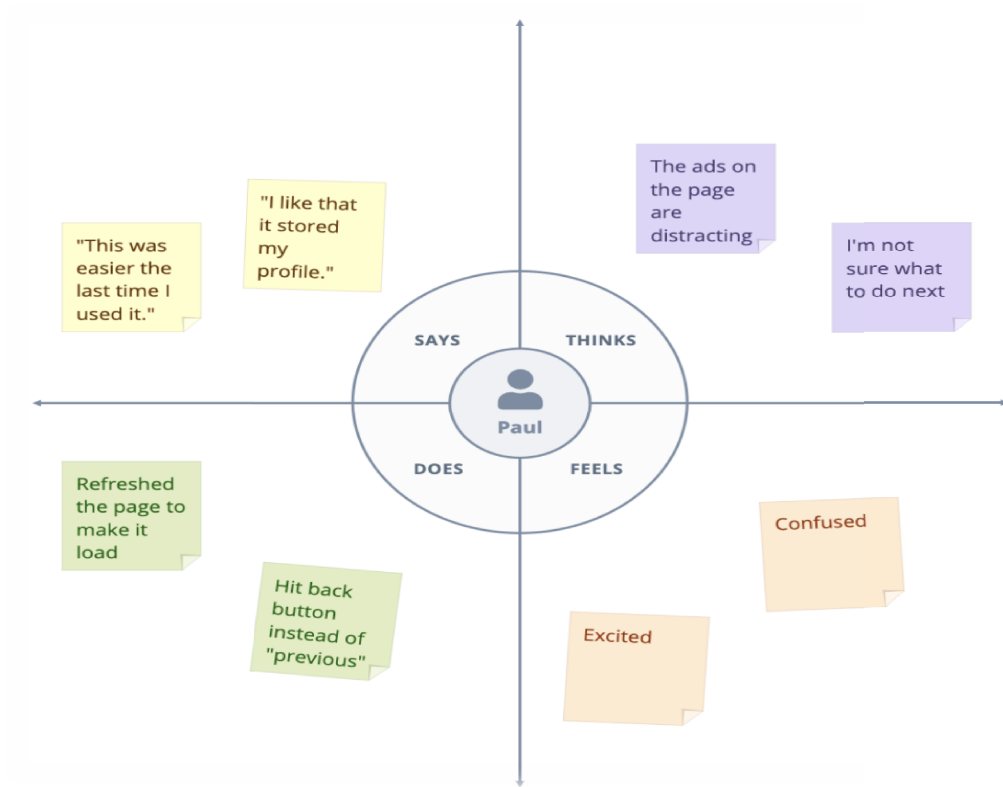 "This was
easier the
last time I
used it."
"I like that
it stored
my
profile."
The ads on
the page
are
distracting
I'm not
sure what
to do next
SAYS
THINKS
Paul
DOES
FEELS
Refreshed
the page to
make it
load
Hit back
button
instead of
"previous"
Excited
Confused